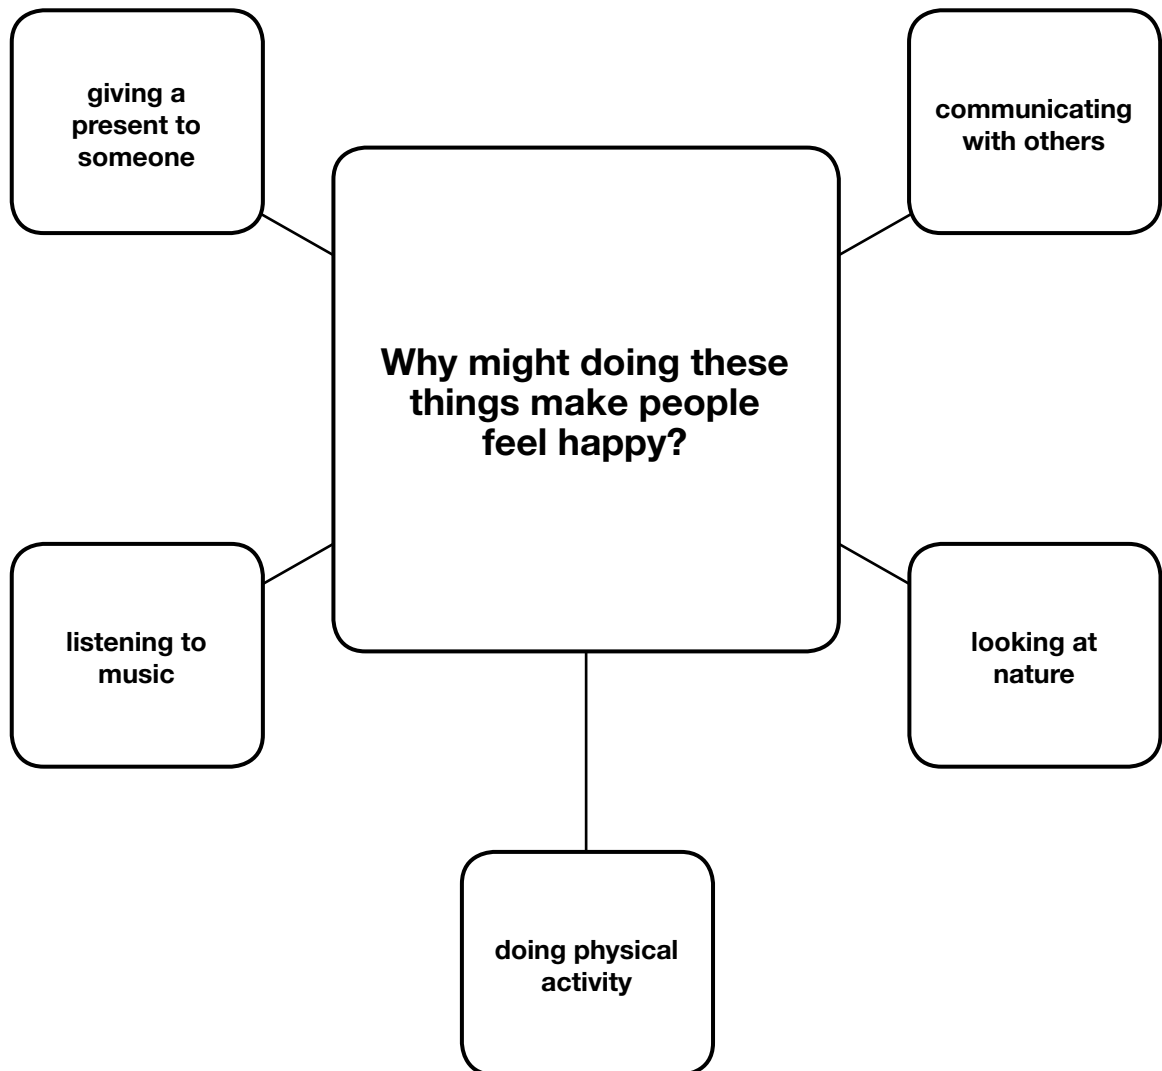 giving a
present to
someone
communicating
with others
Why might doing these
things make people
feel happy?
listening to
music
looking at
nature
doing physical
activity